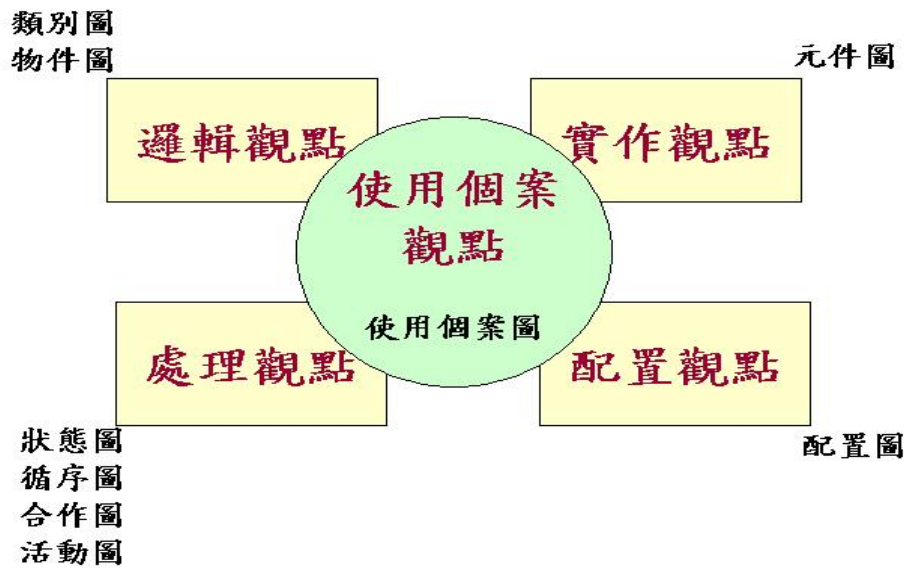 類別圖
物件圖
元件圖
邏輯觀點
實作觀點
使用個案
觀點
使用個案圖
處理觀點
配置觀點
狀態圖
循序圖
合作圖
活動圖
配置圖